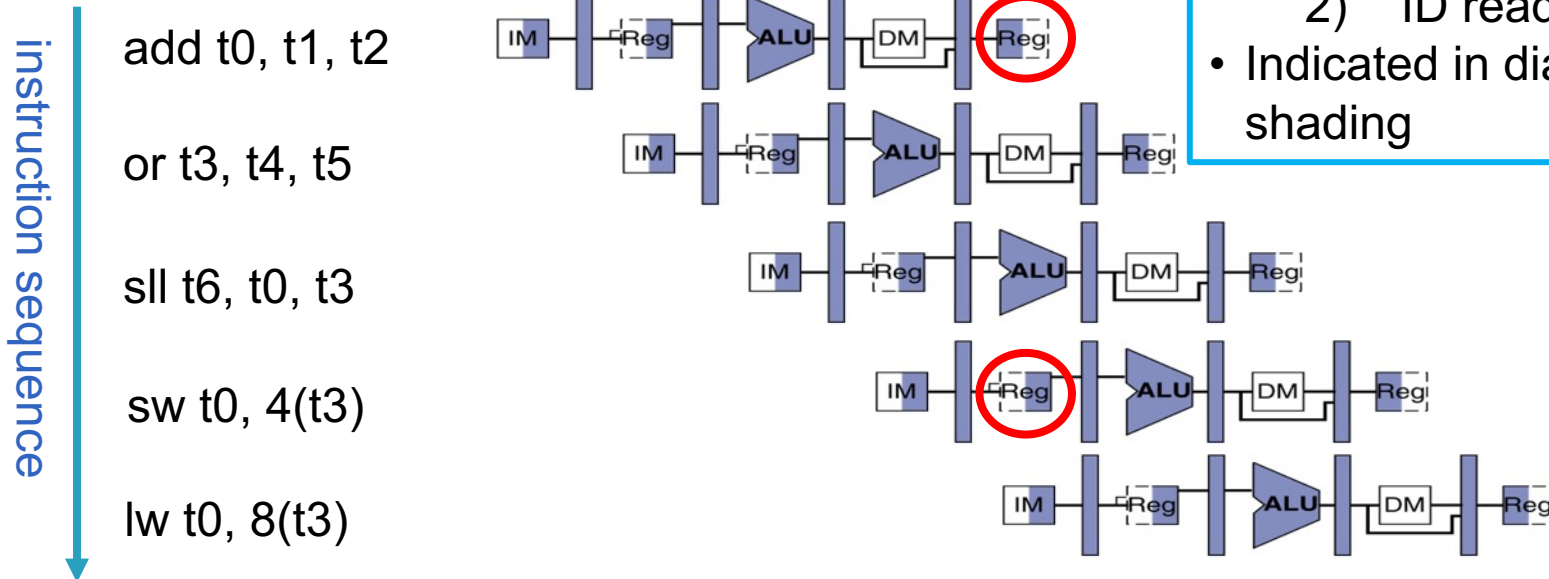 instruction sequence
add t0, t1, t2
IM Reg ALU DM Reg
2) ID
• Indicated in
shading
or t3, t4, t5
IM Reg ALU DM Reg
sll t6, t0, t3
IM Reg ALU DM Reg
sw t0, 4(t3)
IM Reg ALU DM Reg
lw t0, 8(t3)
IM Reg ALU DM Reg